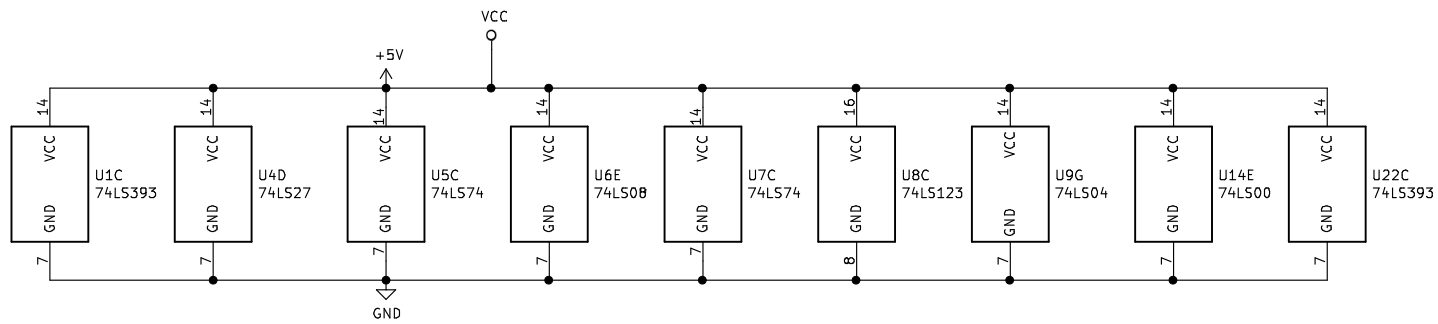 VCC
+5V
14
14
14
14
14
16
14
14
14
VCC
VCC
VCC
VCC
VCC
VCC
VCC
VCC
VCC
U1C
74LS393
U4D
74LS27
U5C
74LS74
U6E
74LS08
U7C
74LS74
U8C
74LS123
U9G
74LS04
U14E
74LS00
U22C
74LS393
GND
GND
GND
GND
GND
GND
GND
GND
GND
7
7
7
7
7
8
7
7
7
GND